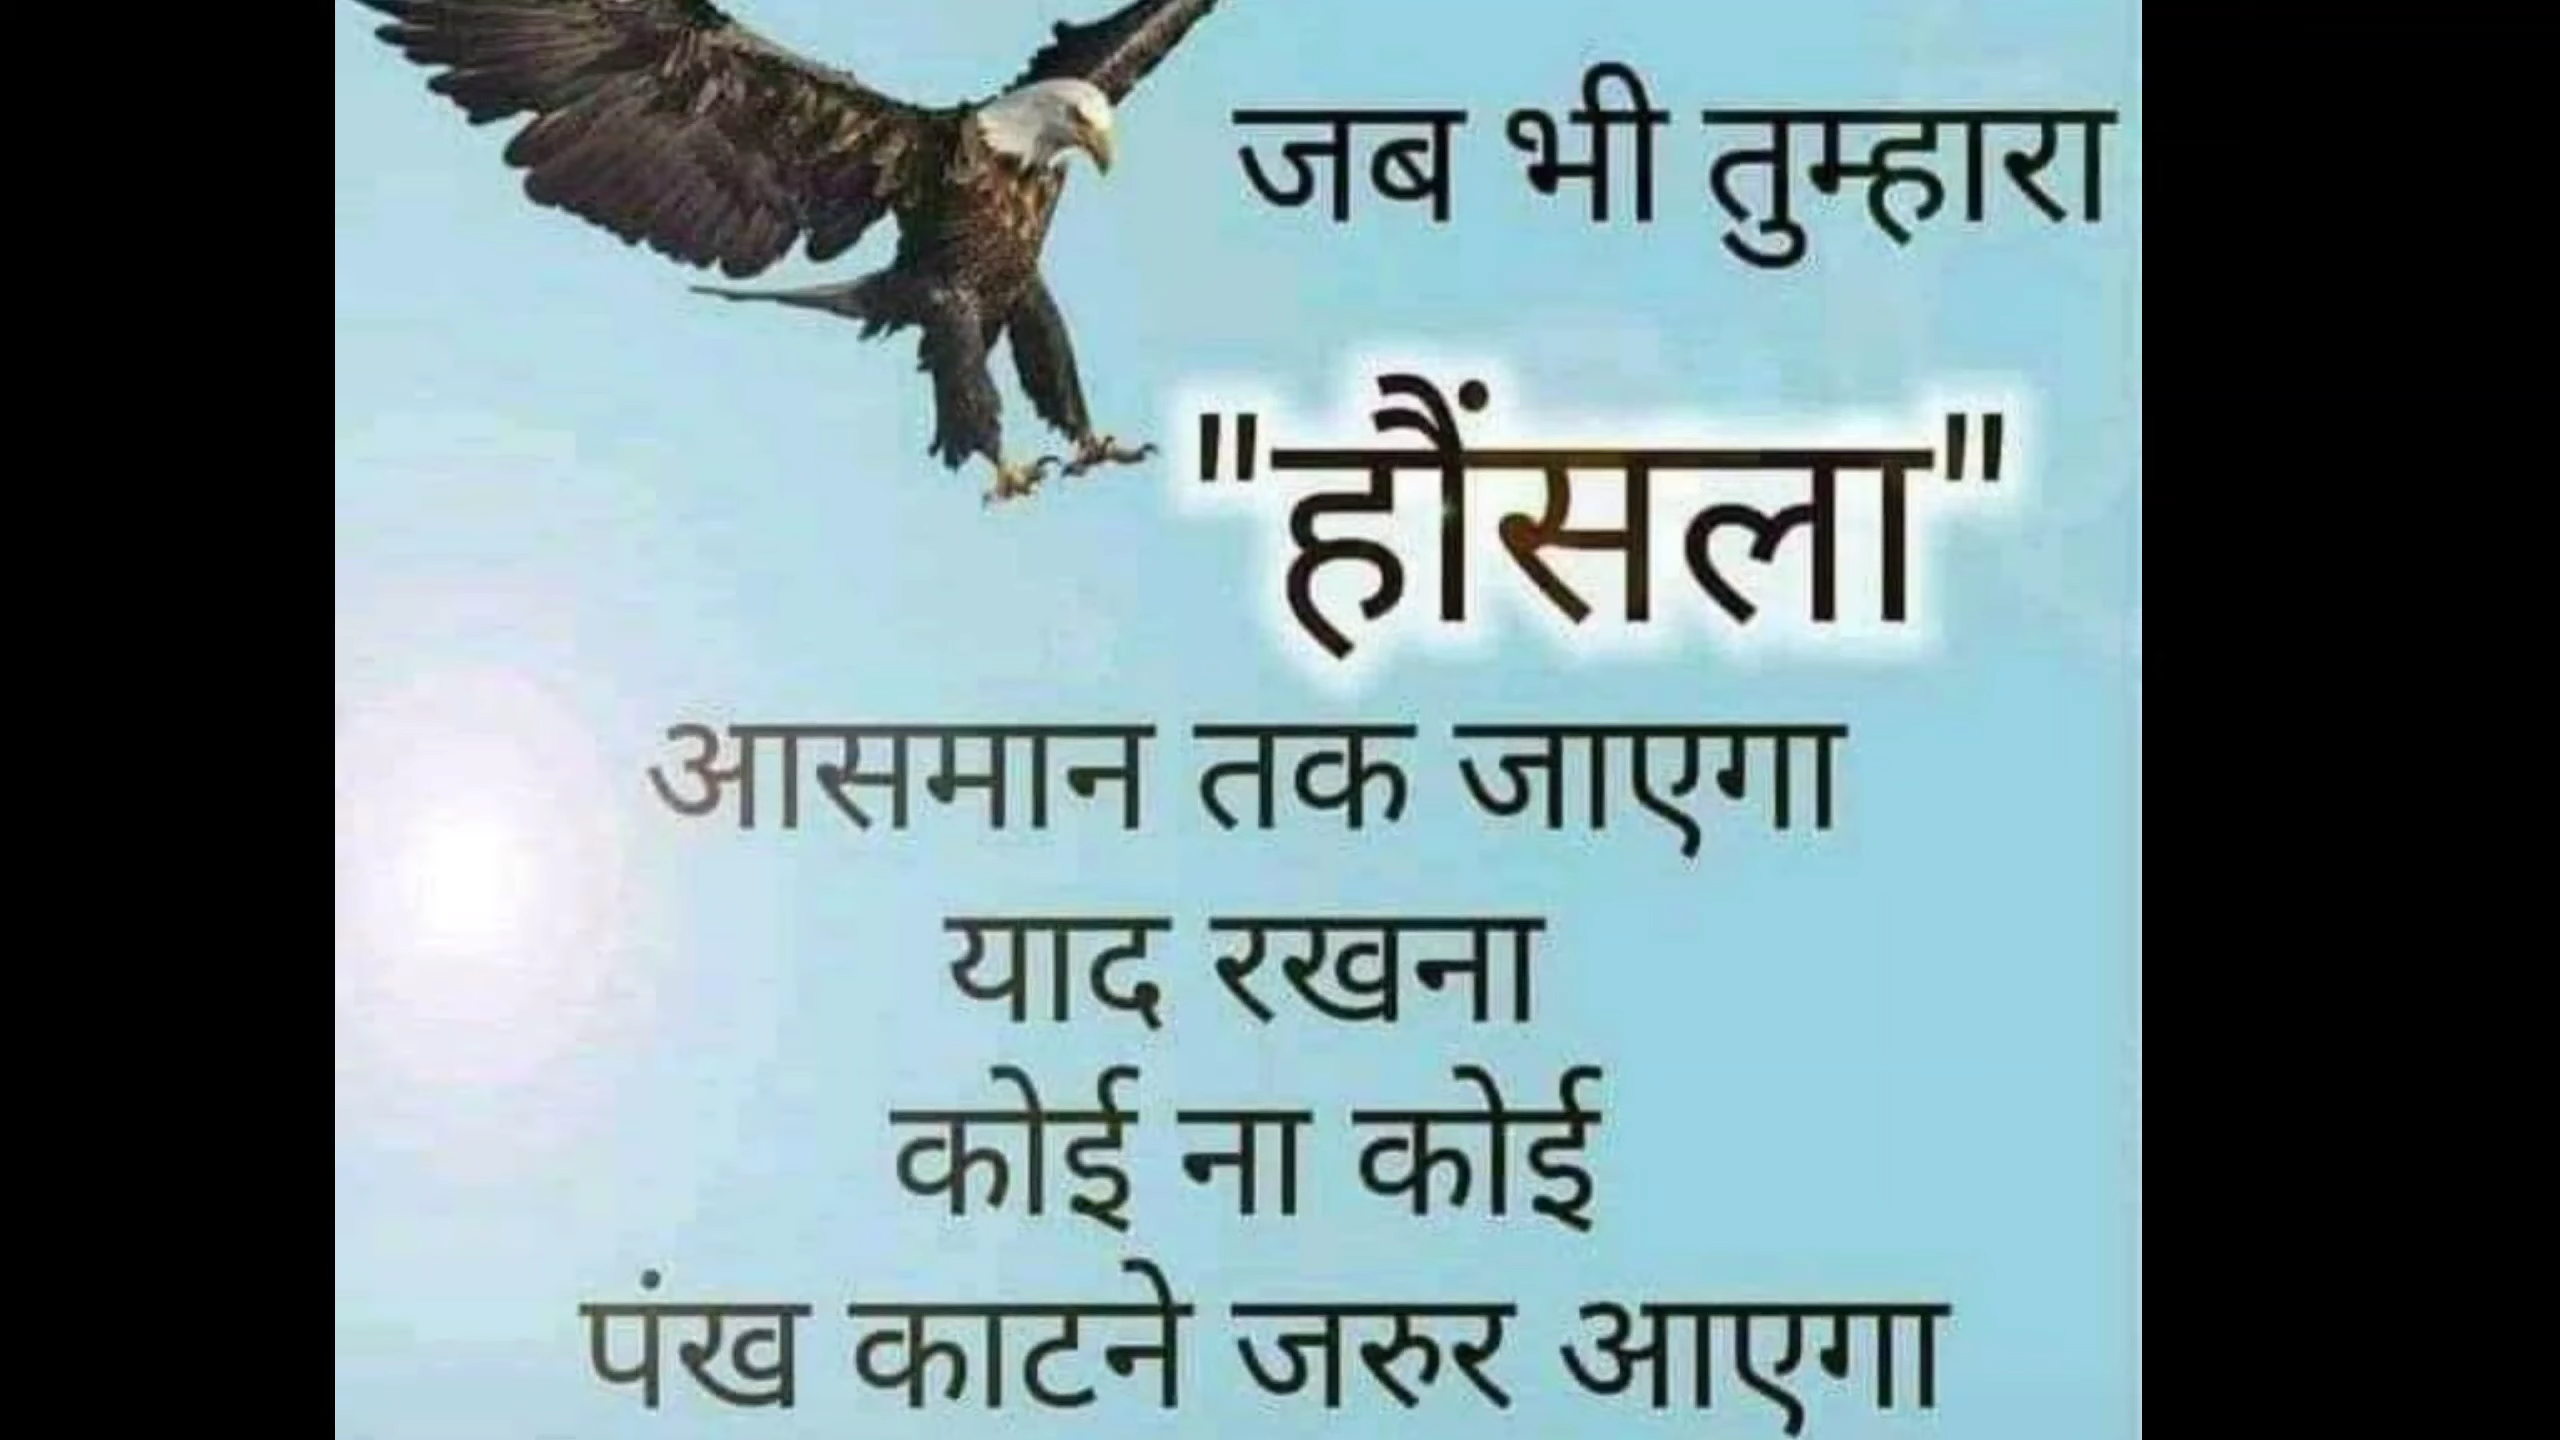 जब भी तुम्हारा
"हौंसला"
आसमान तक जाएगा
याद रखना
कोई ना कोई
पंख काटने जरुर आएगा